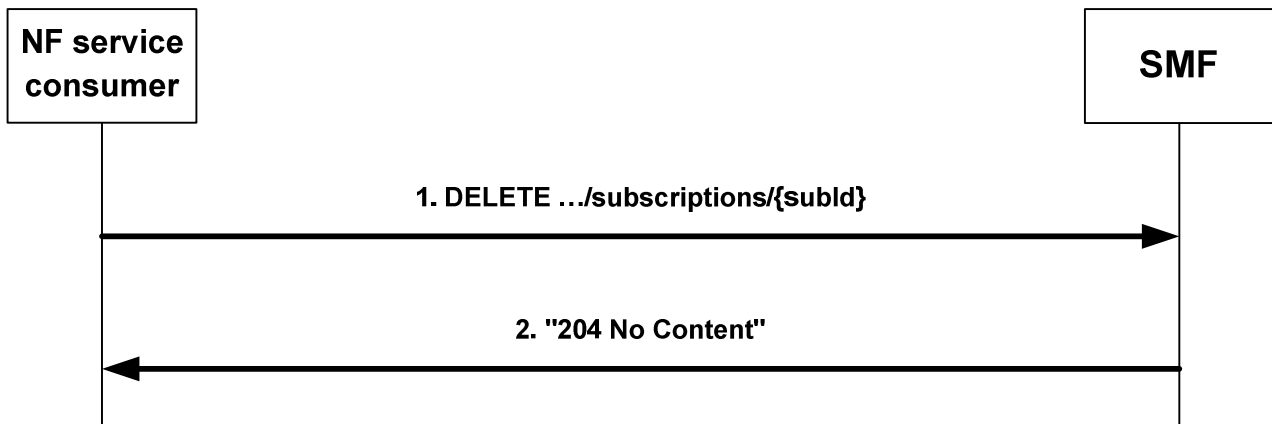 NF service
consumer
SMF
1. DELETE …/subscriptions/{subId}
2. "204 No Content"